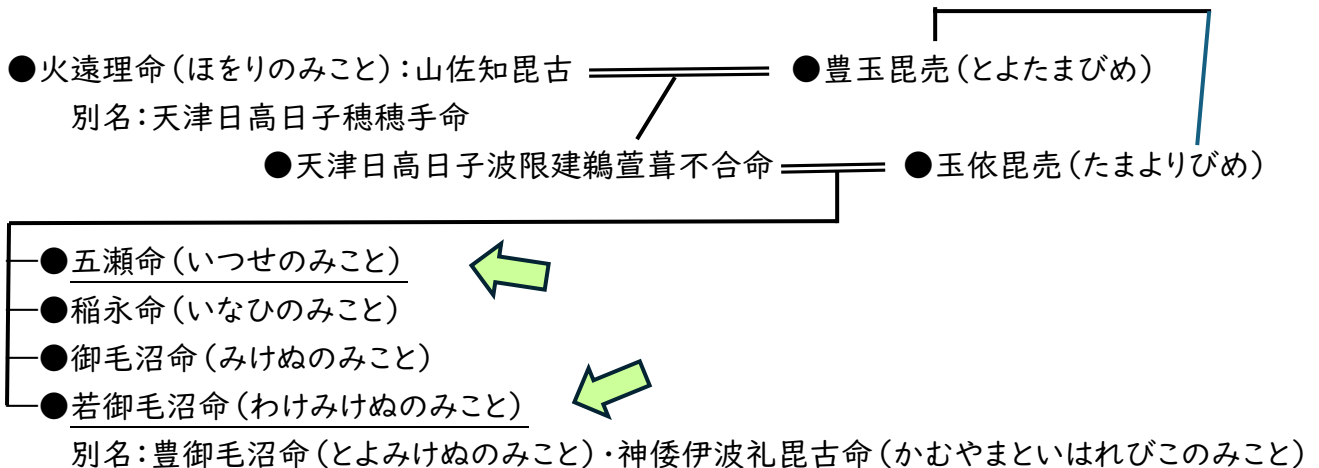 ●火遠理命(ほをりのみこと):山佐知毘古 ●豊玉毘売(とよたまびめ)
別名:天津日高日子穂穂手命
●天津日高日子波限建鵜萱葺不合命 ●玉依毘売(たまよりびめ)
●五瀬命(いつせのみこと)
●稲永命(いなひのみこと)
●御毛沼命(みけぬのみこと)
●若御毛沼命(わけみけぬのみこと)
別名:豊御毛沼命(とよみけぬのみこと)・神倭伊波礼毘古命(かむやまといはれびこのみこと)